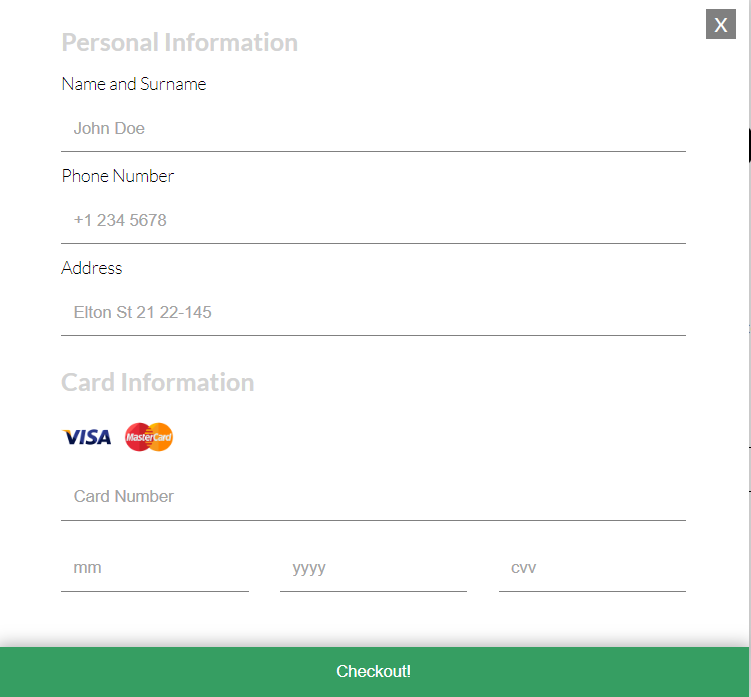 X
Personal Information
Name and Surname
John Doe
Phone Number
+1 234 5678
Address
Elton St 21 22-145
Card Information
VISA MasterCard
Card Number
mm yyyy cvv
Checkout!